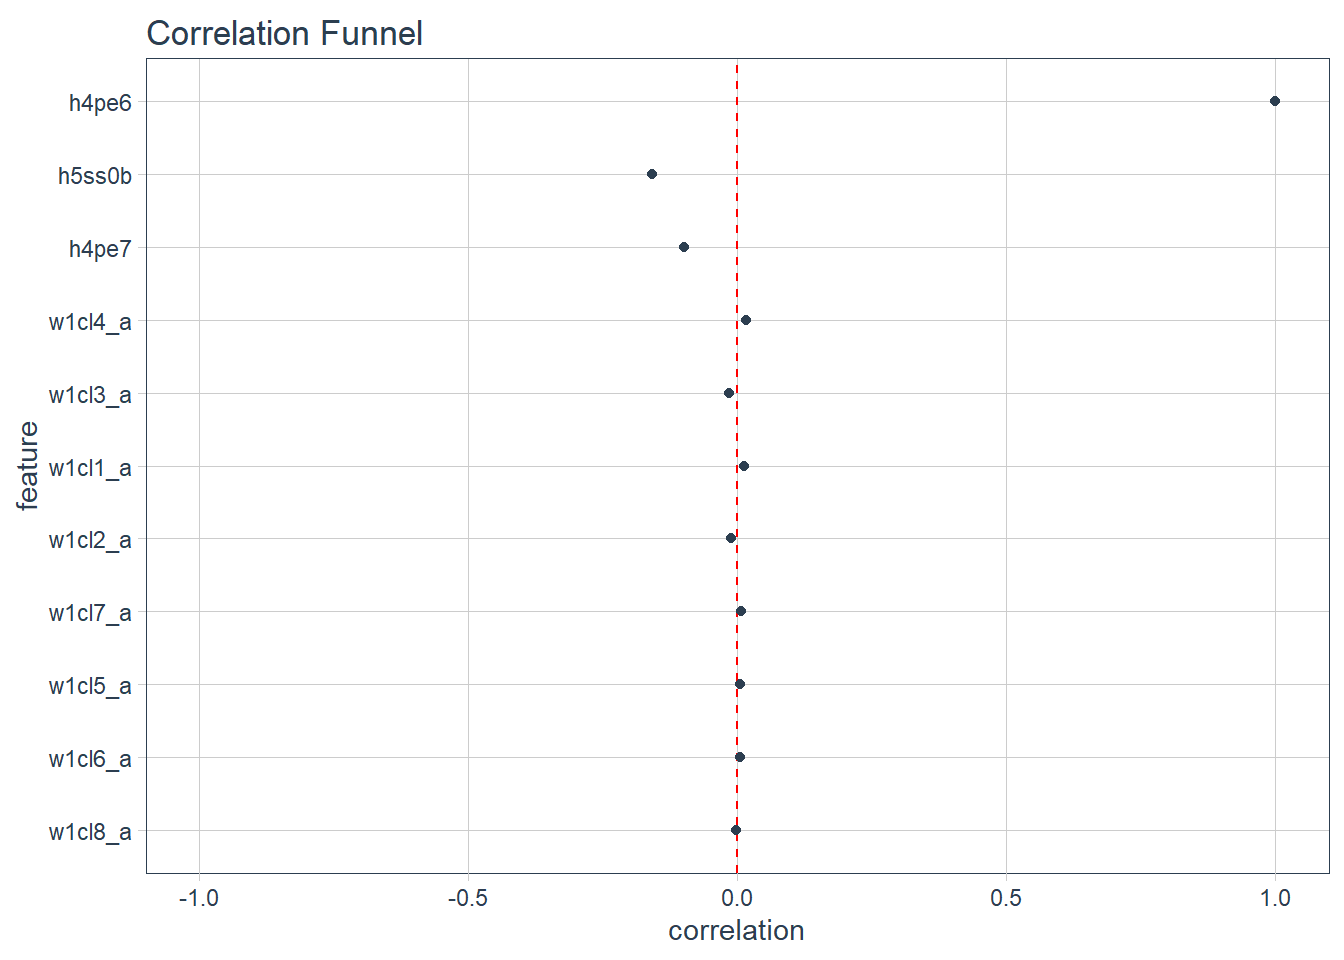 Correlation Funnel
h4pe6
h5ss0b
h4pe7
w1cl4_a
w1cl3_a
w1cl1_a
w1cl2_a
w1cl7_a
w1cl5_a
w1cl6_a
w1cl8_a
feature
-1.0 -0.5 0.0 0.5 1.0
correlation